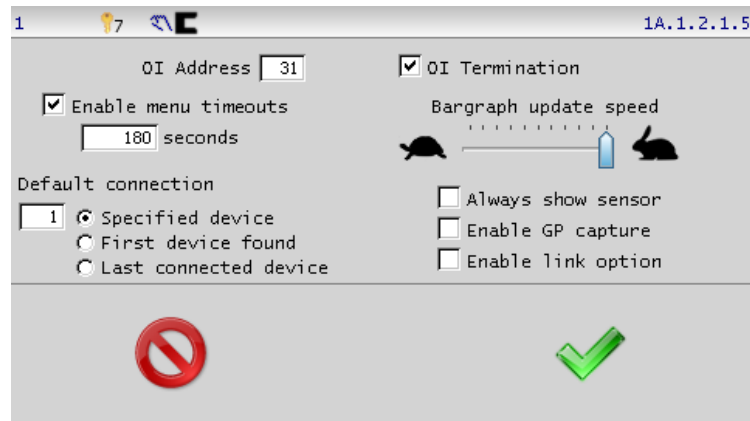 1 7 1A.1.2.1.5
OI Address 31
OI Termination
Enable menu timeouts
180 seconds
Bargraph update speed
Default connection
1 Specified device
First device found
Last connected device
Always show sensor
Enable GP capture
Enable link option